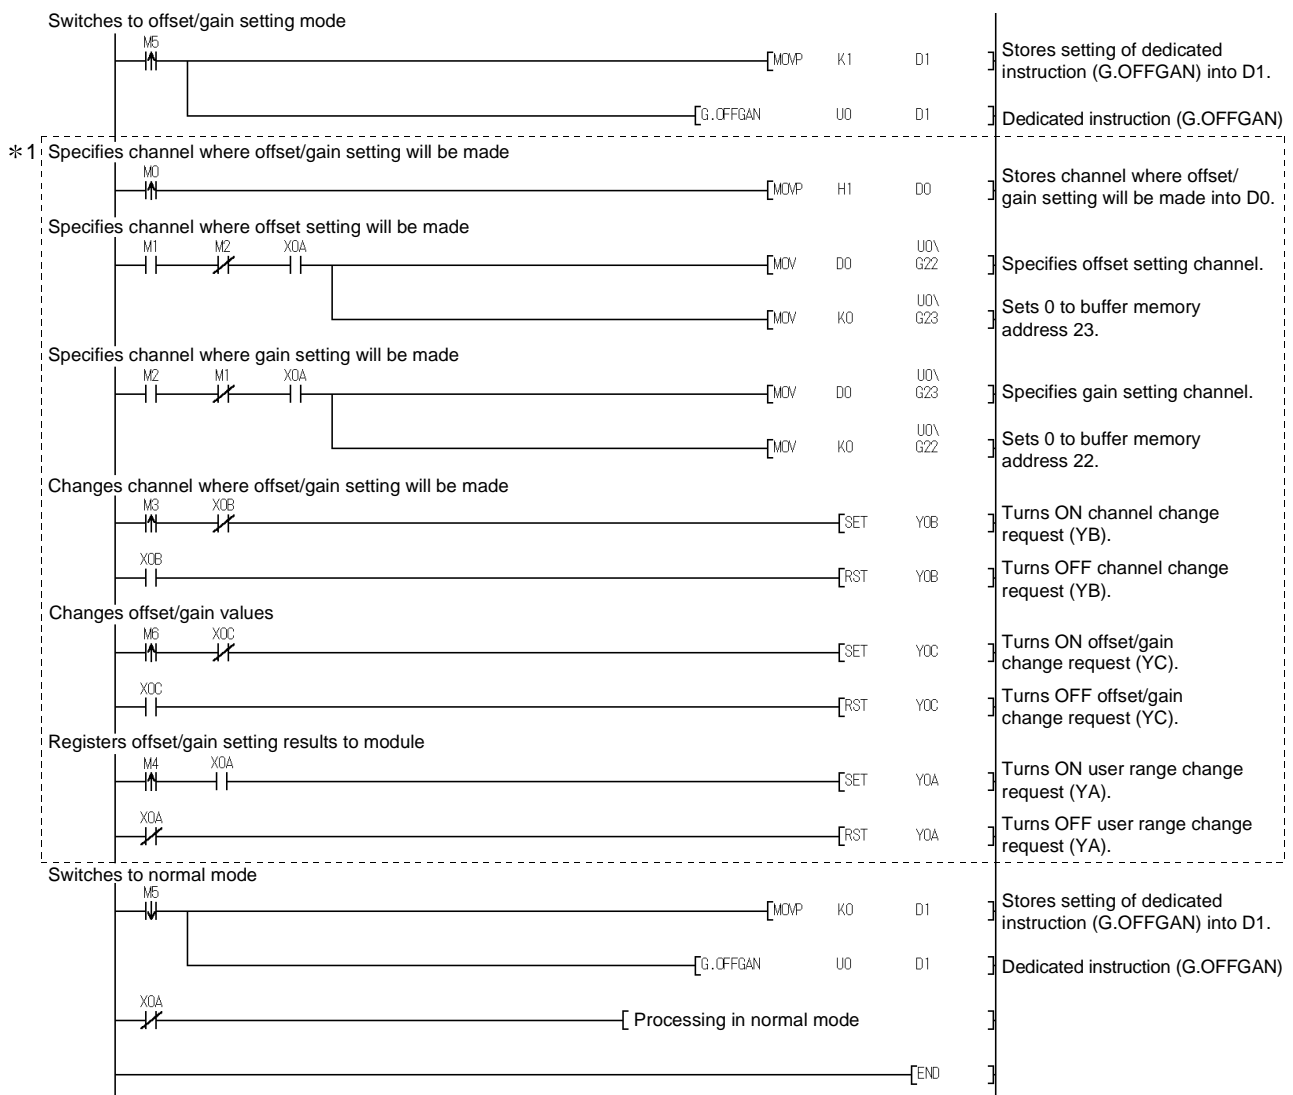 Switches to offset/gain setting mode
M5
MOVP K1 D1
Stores setting of dedicated
instruction (G.OFFGAN) into D1.
G.OFFGAN U0 D1
Dedicated instruction (G.OFFGAN)
*1 Specifies channel where offset/gain setting will be made
M0
MOVP H1 D0
Stores channel where offset/
gain setting will be made into D0.
Specifies channel where offset setting will be made
M1 M2 X0A
MOV D0 U0\
G22
Specifies offset setting channel.
MOV K0 U0\
G23
Sets 0 to buffer memory
address 23.
Specifies channel where gain setting will be made
M2 M1 X0A
MOV D0 U0\
G23
Specifies gain setting channel.
MOV K0 U0\
G22
Sets 0 to buffer memory
address 22.
Changes channel where offset/gain setting will be made
M3 X0B
SET Y0B
Turns ON channel change
request (YB).
X0B
RST Y0B
Turns OFF channel change
request (YB).
Changes offset/gain values
M6 X0C
SET Y0C
Turns ON offset/gain
change request (YC).
X0C
RST Y0C
Turns OFF offset/gain
change request (YC).
Registers offset/gain setting results to module
M4 X0A
SET Y0A
Turns ON user range change
request (YA).
X0A
RST Y0A
Turns OFF user range change
request (YA).
Switches to normal mode
M5
MOVP K0 D1
Stores setting of dedicated
instruction (G.OFFGAN) into D1.
G.OFFGAN U0 D1
Dedicated instruction (G.OFFGAN)
X0A
Processing in normal mode
END